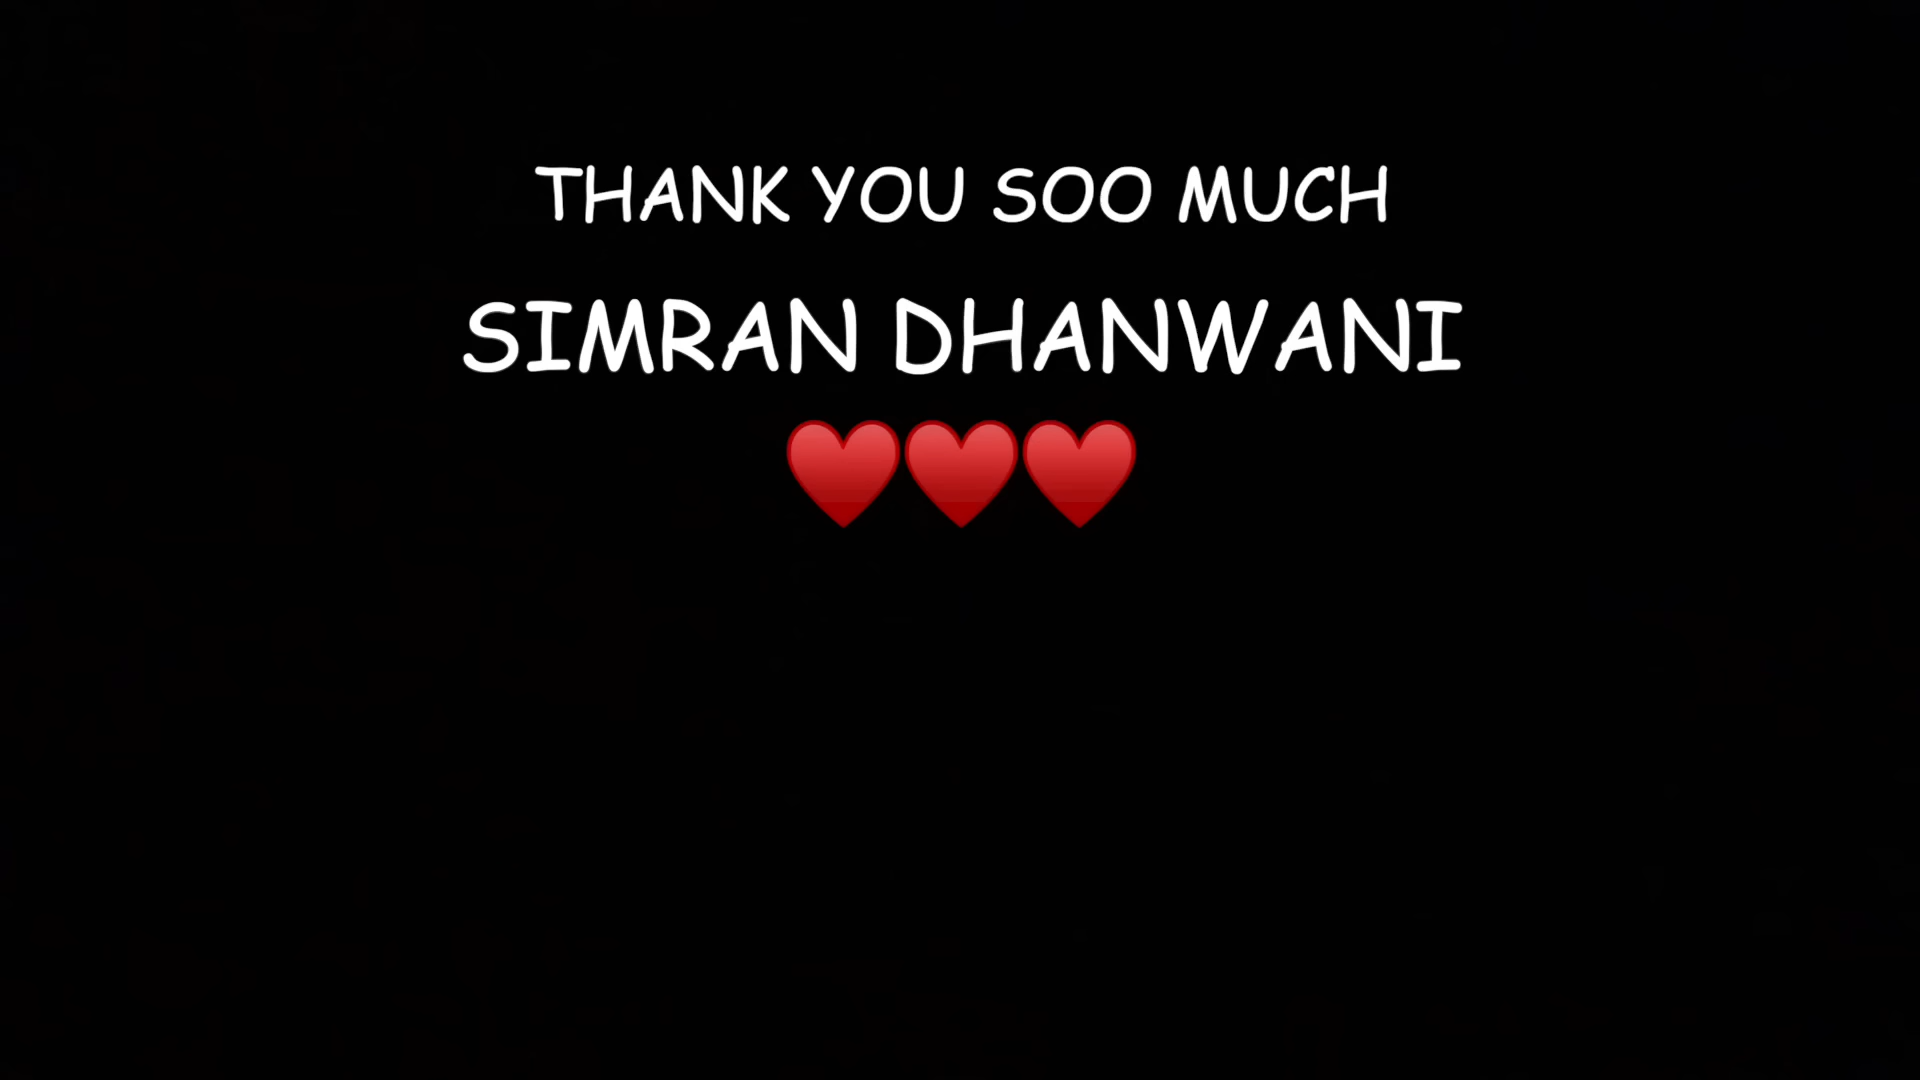 THANK YOU SOO MUCH
SIMRAN DHANWANI
♥️♥️♥️